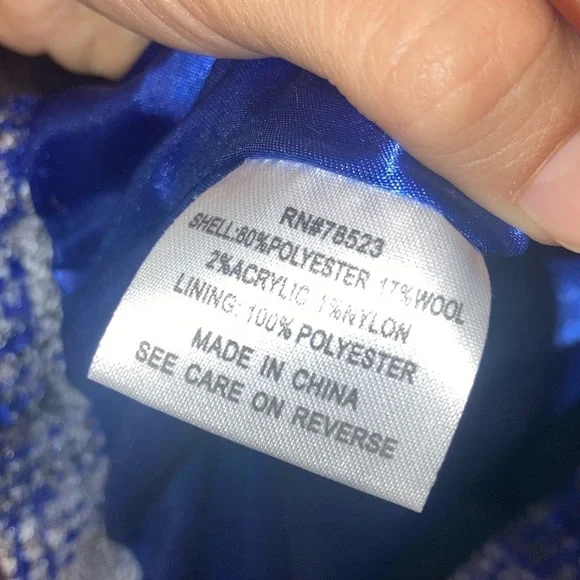 RN#78523
SHELL:80%POLYESTER 17%WOOL
2%ACRYLIC 1%NYLON
LINING: 100% POLYESTER
MADE IN CHINA
SEE CARE ON REVERSE